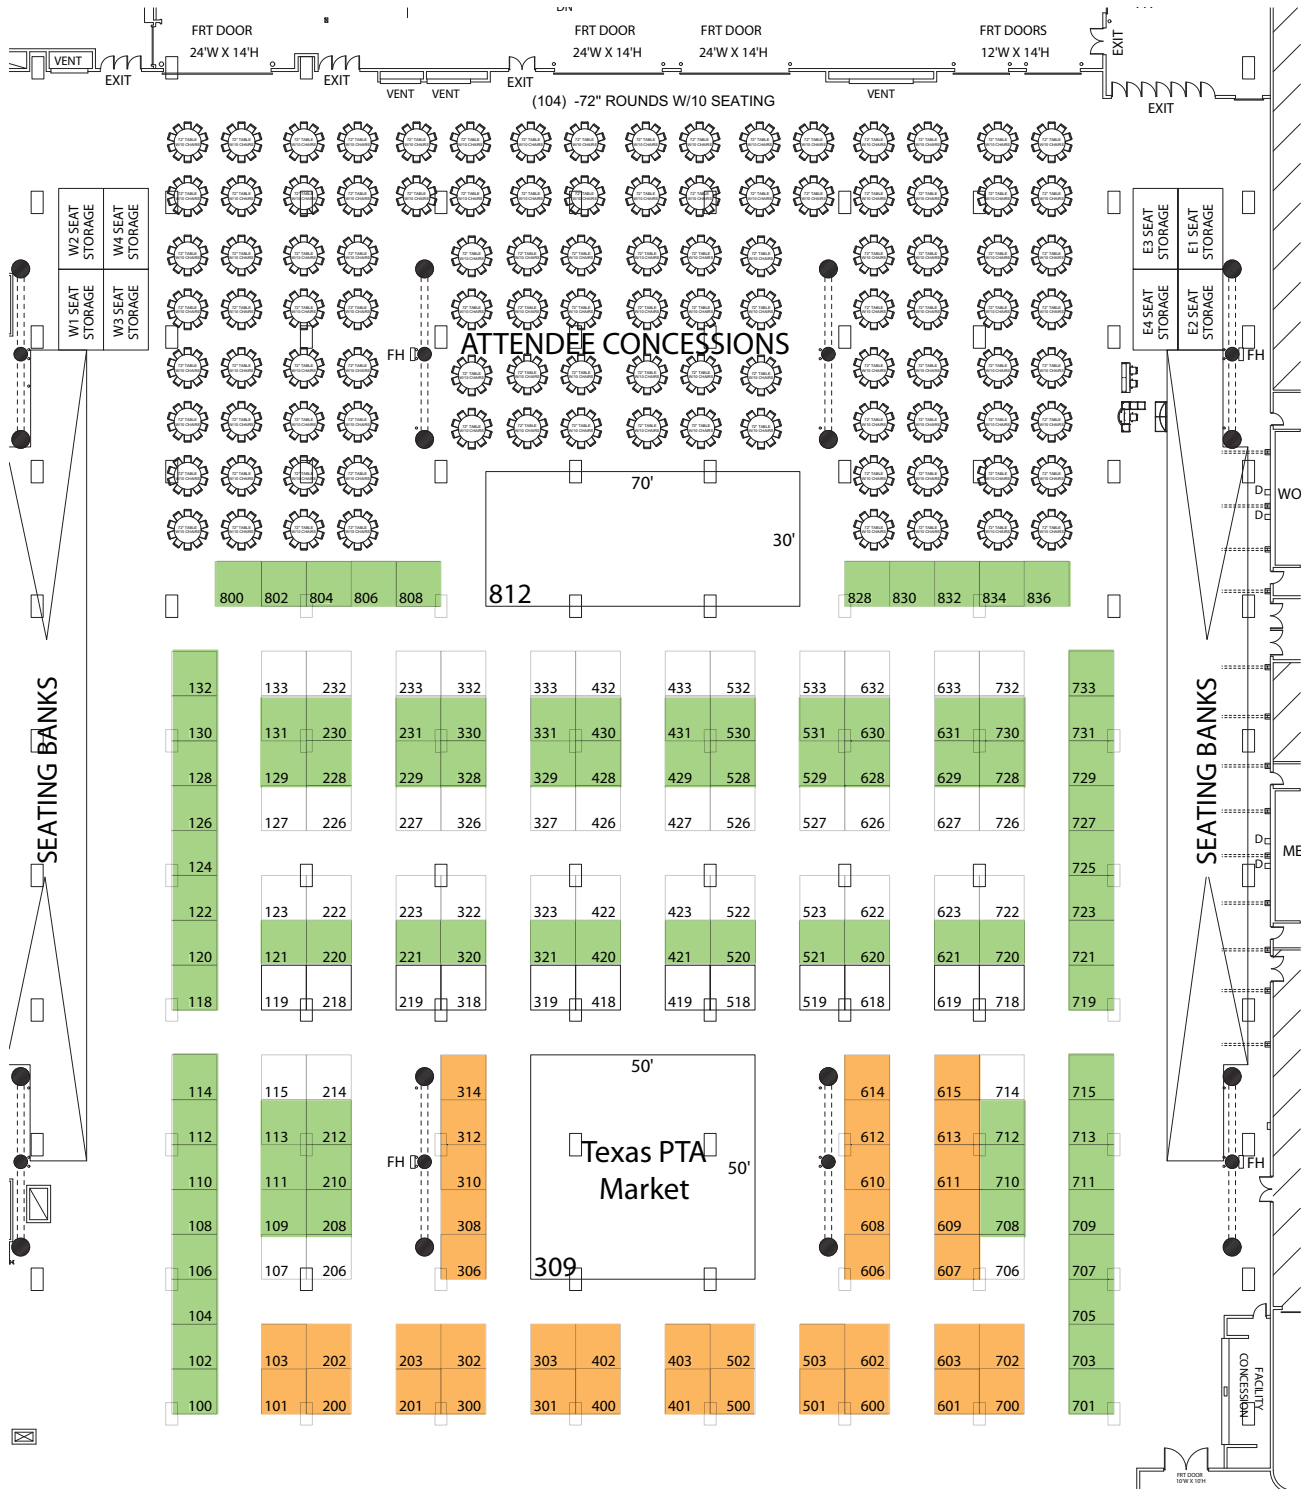 DN
FRT DOOR
24'W X 14'H
FRT DOOR
24'W X 14'H
FRT DOOR
24'W X 14'H
FRT DOORS
12'W X 14'H
EXIT
VENT
EXIT
EXIT
EXIT
VENT
VENT
VENT
EXIT
(104) -72" ROUNDS W/10 SEATING
72" TABLE
W/10 CHAIRS
W2 SEAT
STORAGE
W4 SEAT
STORAGE
W1 SEAT
STORAGE
W3 SEAT
STORAGE
E3 SEAT
STORAGE
E1 SEAT
STORAGE
E4 SEAT
STORAGE
E2 SEAT
STORAGE
ATTENDEE CONCESSIONS
FH
FH
70'
30'
812
D
D
WO
800 802 804 806 808
828 830 832 834 836
SEATING BANKS
SEATING BANKS
132 133 232 233 332 333 432 433 532 533 632 633 732 733
130 131 230 231 330 331 430 431 530 531 630 631 730 731
128 129 228 229 328 329 428 429 528 529 628 629 728 729
126 127 226 227 326 327 426 427 526 527 626 627 726 727
124 725
D
D
ME
122 123 222 223 322 323 422 423 522 523 622 623 722 723
120 121 220 221 320 321 420 421 520 521 620 621 720 721
118 119 218 219 318 319 418 419 518 519 618 619 718 719
50'
114 115 214 314 614 615 714 715
112 113 212 312 612 613 712 713
Texas PTA
Market
50'
FH
FH
110 111 210 310 610 611 710 711
108 109 208 308 608 609 708 709
106 107 206 306 309 606 607 706 707
104 705
102 103 202 203 302 303 402 403 502 503 602 603 702 703
100 101 200 201 300 301 400 401 500 501 600 601 700 701
FACILITY
CONCESSION
FRT DOOR
10'W X 10'H